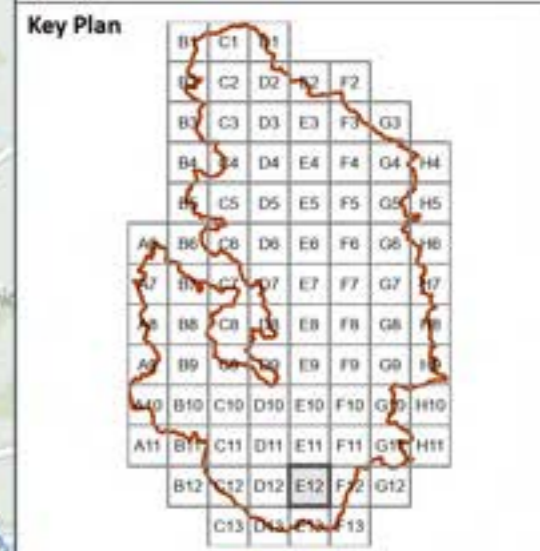 Key Plan
B1 C1 D1
B2 C2 D2 E2 F2
B3 C3 D3 E3 F3 G3
B4 C4 D4 E4 F4 G4 H4
B5 C5 D5 E5 F5 G5 H5
A6 B6 C6 D6 E6 F6 G6 H6
A7 B7 C7 D7 E7 F7 G7 H7
A8 B8 C8 D8 E8 F8 G8 H8
A9 B9 C9 D9 E9 F9 G9 H9
A10 B10 C10 D10 E10 F10 G10 H10
A11 B11 C11 D11 E11 F11 G11 H11
B12 C12 D12 E12 F12 G12
C13 D13 E13 F13